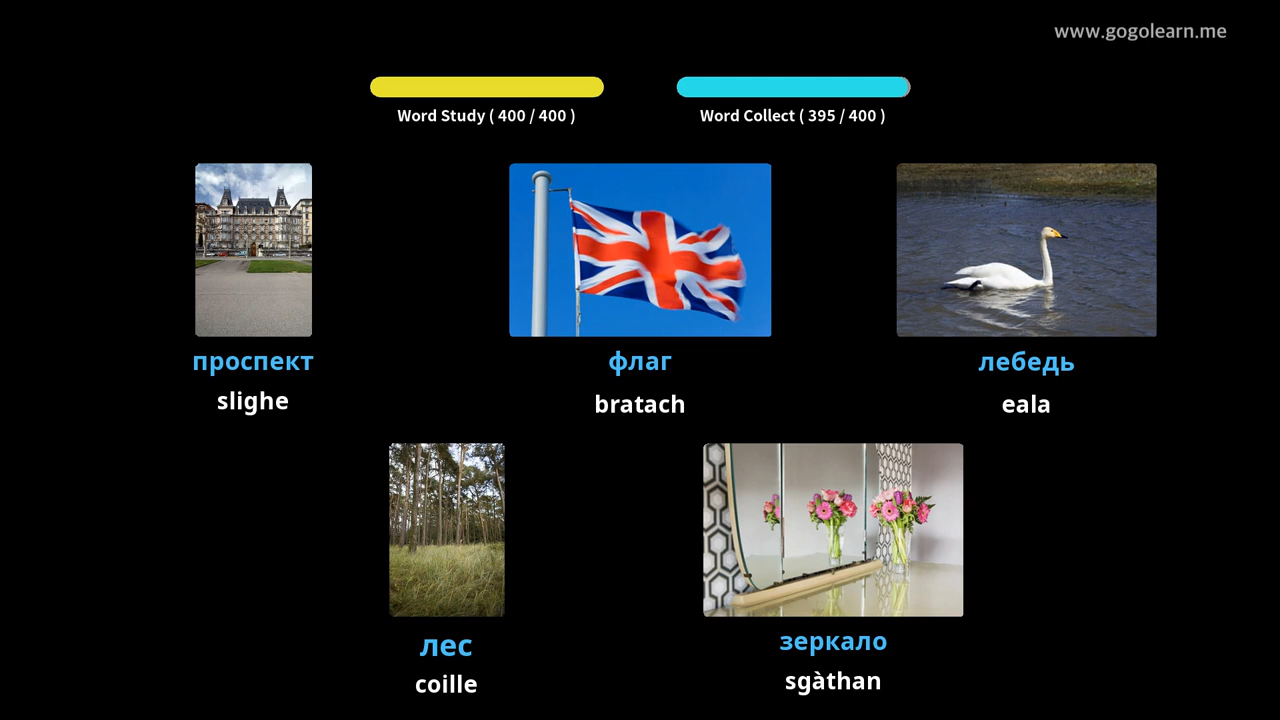 www.gogolearn.me
Word Study ( 400 / 400 )
Word Collect ( 395 / 400 )
проспект
slighe
флаг
bratach
лебедь
eala
лес
coille
зеркало
sgàthan